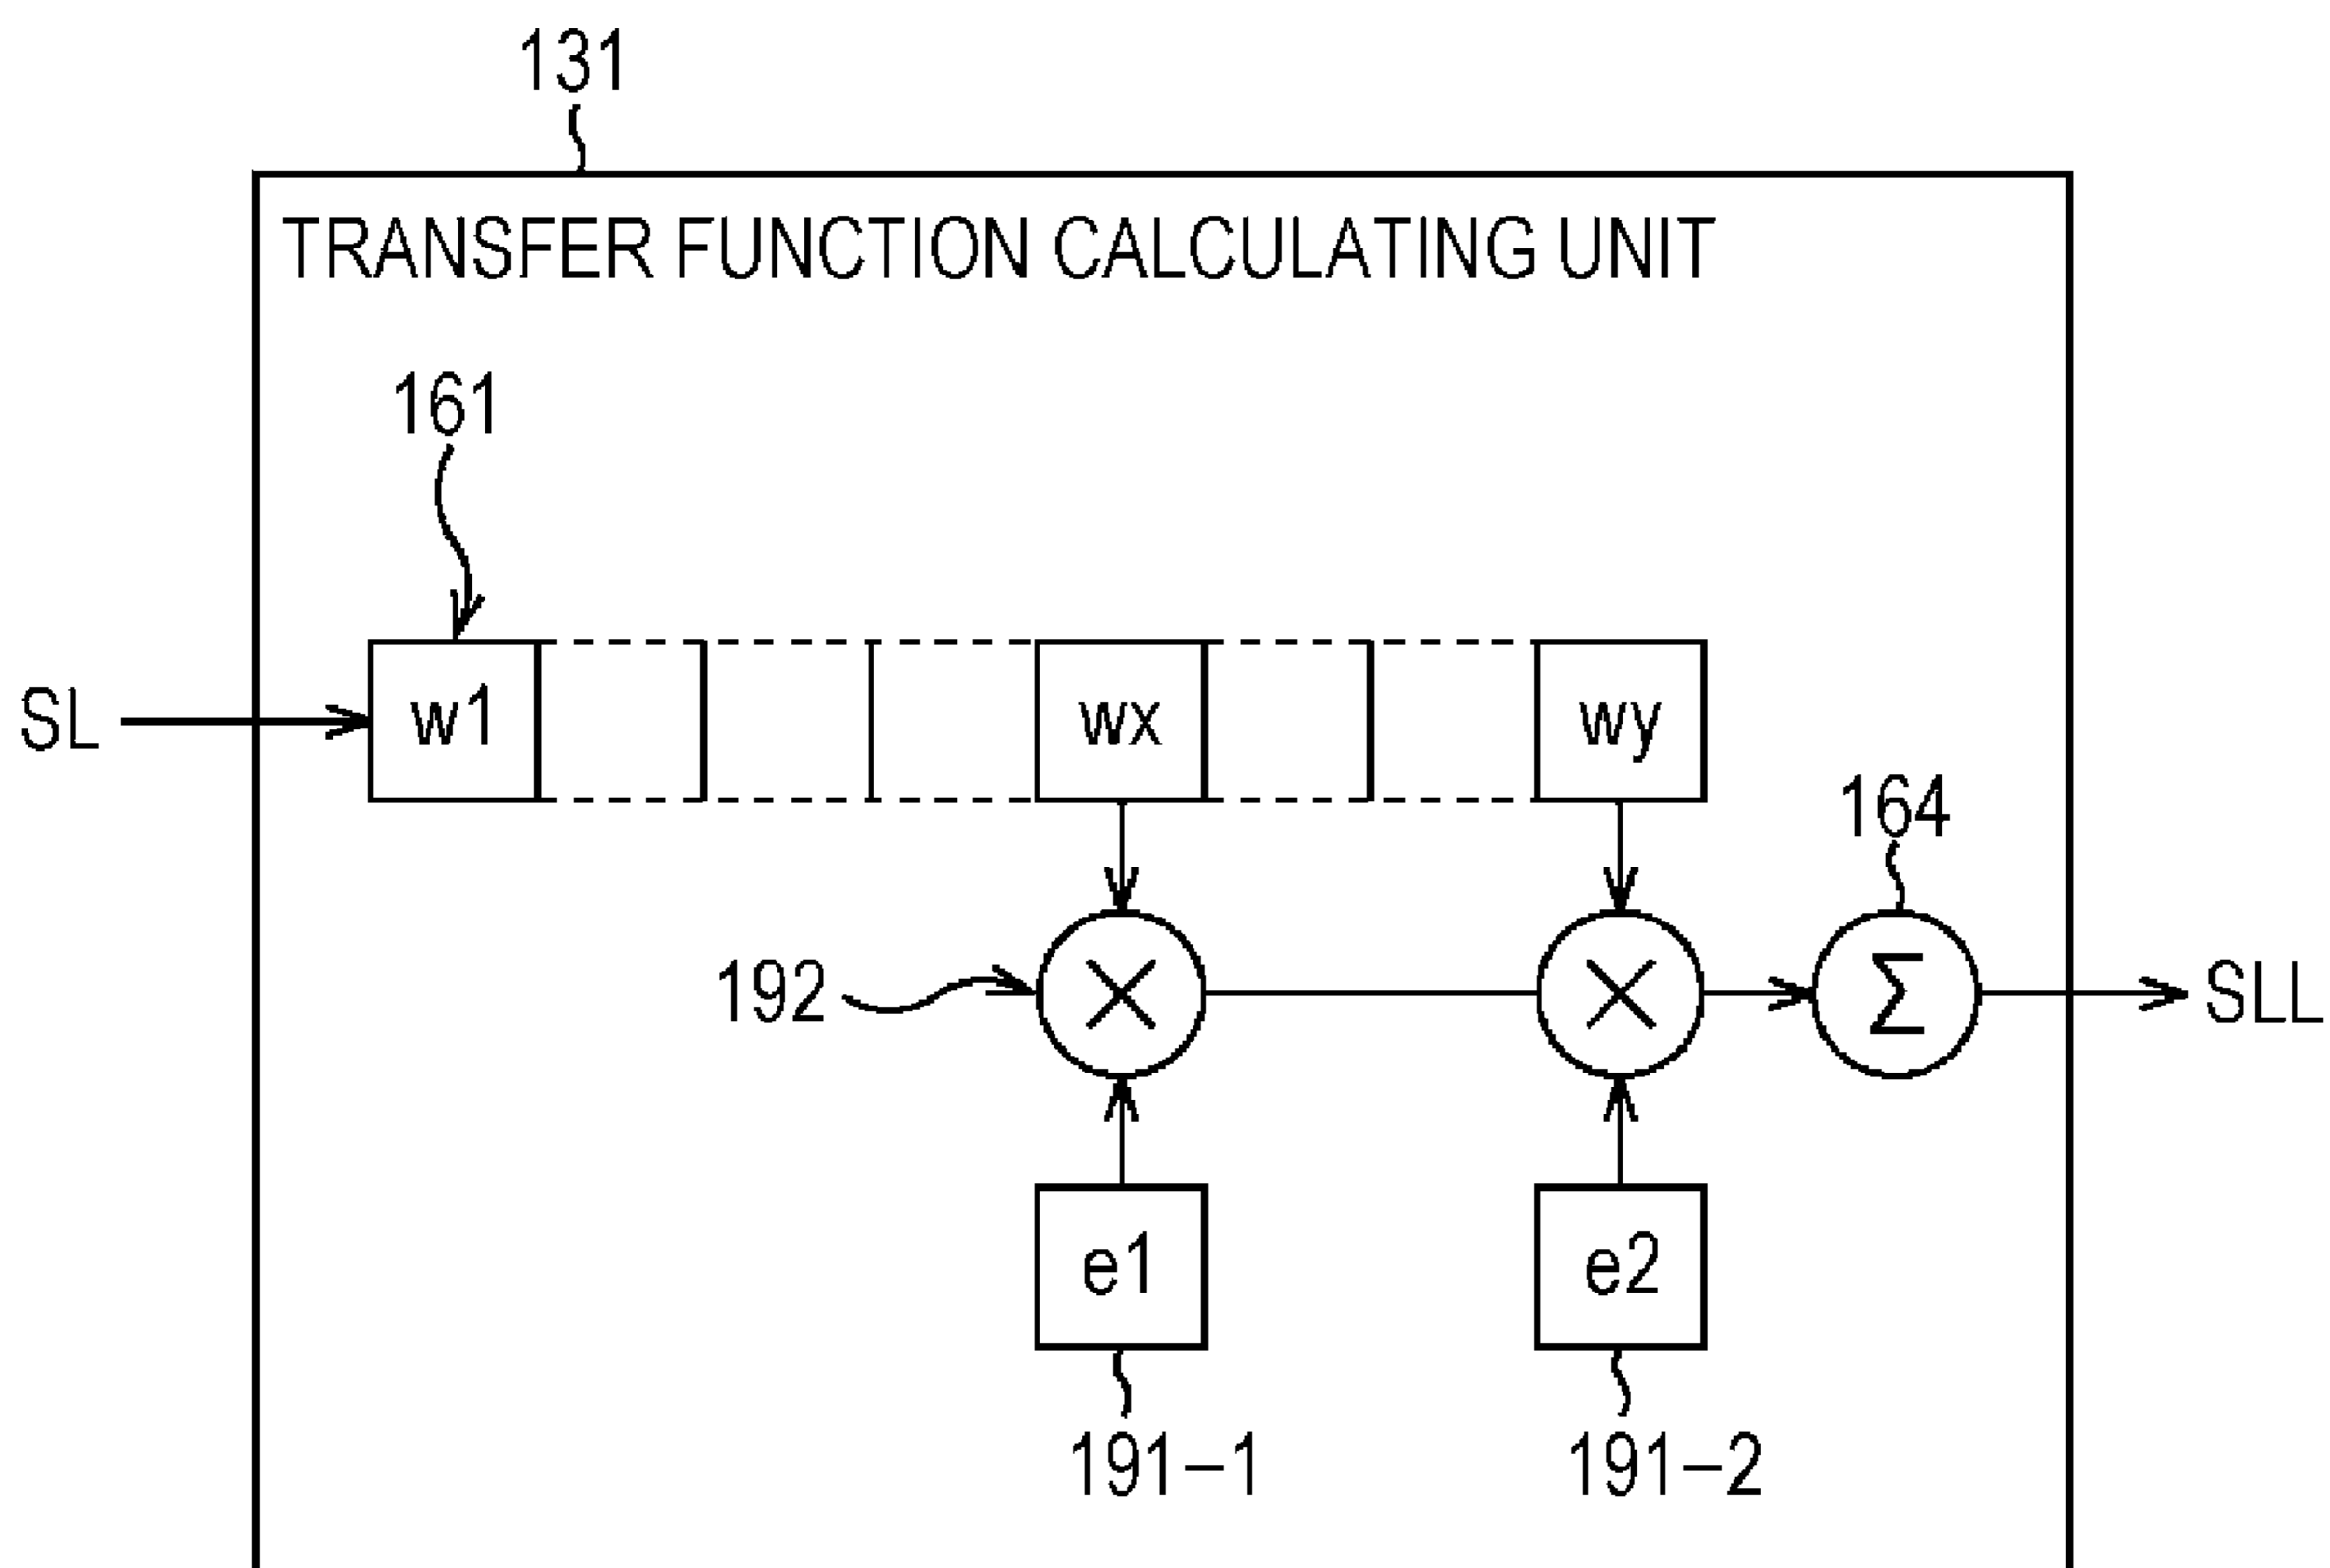 131
TRANSFER FUNCTION CALCULATING UNIT
161
SL
w1
wx
wy
164
192
×
×
Σ
SLL
e1
e2
191–1
191–2